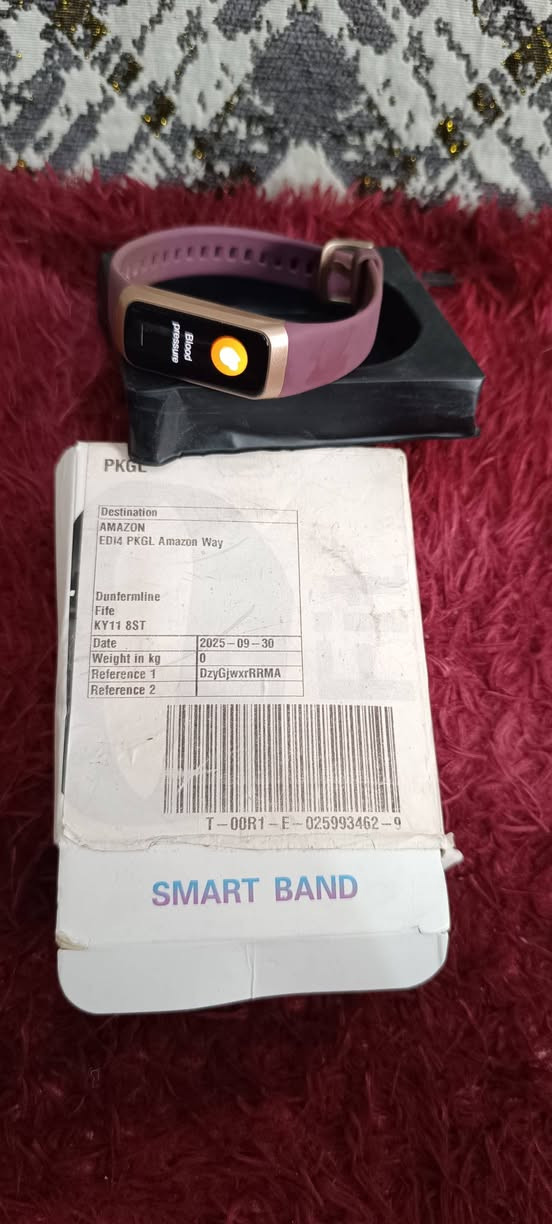 Blood
pressure
PKGL
Destination
AMAZON
EDI4 PKGL Amazon Way
Dunfermline
Fife
KY11 8ST
Date 2025-09-30
Weight in kg 0
Reference 1 DzyGjwxrRRMA
Reference 2
T-00R1-E-025993462-9
SMART BAND